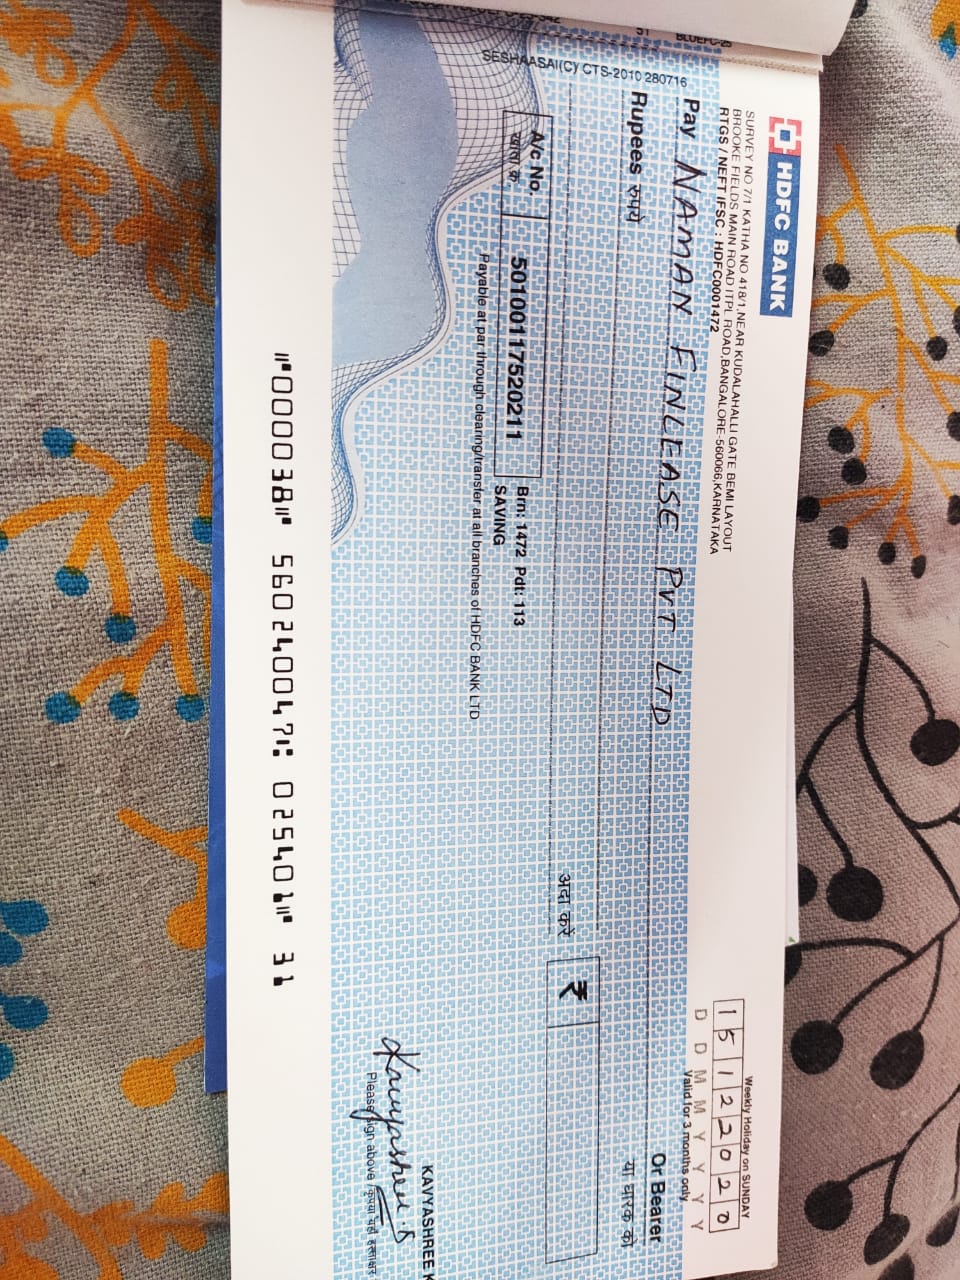 BLUEFC-20
SESHAASAI(C) CTS-2010 280716
HDFC BANK
SURVEY NO 7/1 KATHA NO 418/1,NEAR KUDALAHALLI GATE BEMI LAYOUT
BROOKE FIELDS MAIN ROAD ITPL ROAD,BANGALORE-560066,KARNATAKA
RTGS / NEFT IFSC : HDFC0001472
Weekly Holiday on SUNDAY
15122020
D D M M Y Y Y Y
Valid for 3 months only
Pay NAMAN FINLEASE PVT LTD
Or Bearer
या धारक को
Rupees रुपये
अदा करें
₹
A/c No.
खाता क्र.
50100117520211
Brn: 1472 Pdt: 113
SAVING
Payable at par through clearing/transfer at all branches of HDFC BANK LTD
KAVYASHREE K
Kavyashree
Please sign above / कृपया यहाँ हस्ताक्षर
⑈000038⑈ 560240047⑆ 025401⑈ 31